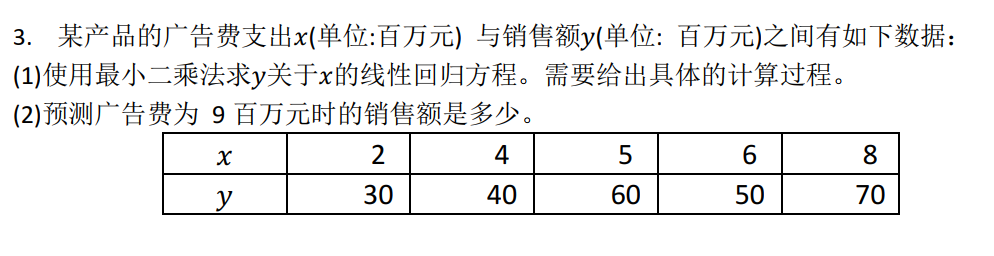 3. 某产品的广告费支出x(单位:百万元) 与销售额y(单位: 百万元)之间有如下数据：
(1)使用最小二乘法求y关于x的线性回归方程。需要给出具体的计算过程。
(2)预测广告费为 9 百万元时的销售额是多少。
x 2 4 5 6 8
y 30 40 60 50 70